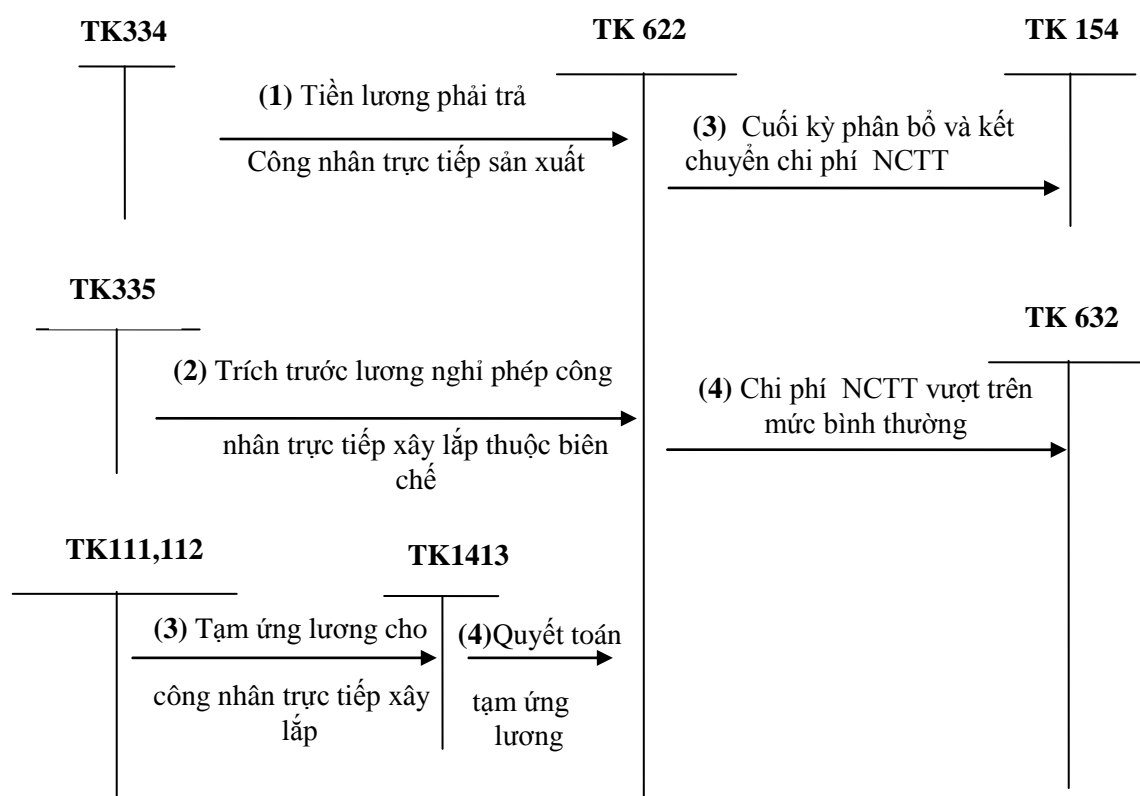 TK334
TK 622
TK 154
(1) Tiền lương phải trả
Công nhân trực tiếp sản xuất
(3) Cuối kỳ phân bổ và kết
chuyển chi phí NCTT
TK335
TK 632
(2) Trích trước lương nghỉ phép công
nhân trực tiếp xây lắp thuộc biên
chế
(4) Chi phí NCTT vượt trên
mức bình thường
TK111,112
TK1413
(3) Tạm ứng lương cho
công nhân trực tiếp xây
lắp
(4)Quyết toán
tạm ứng
lương